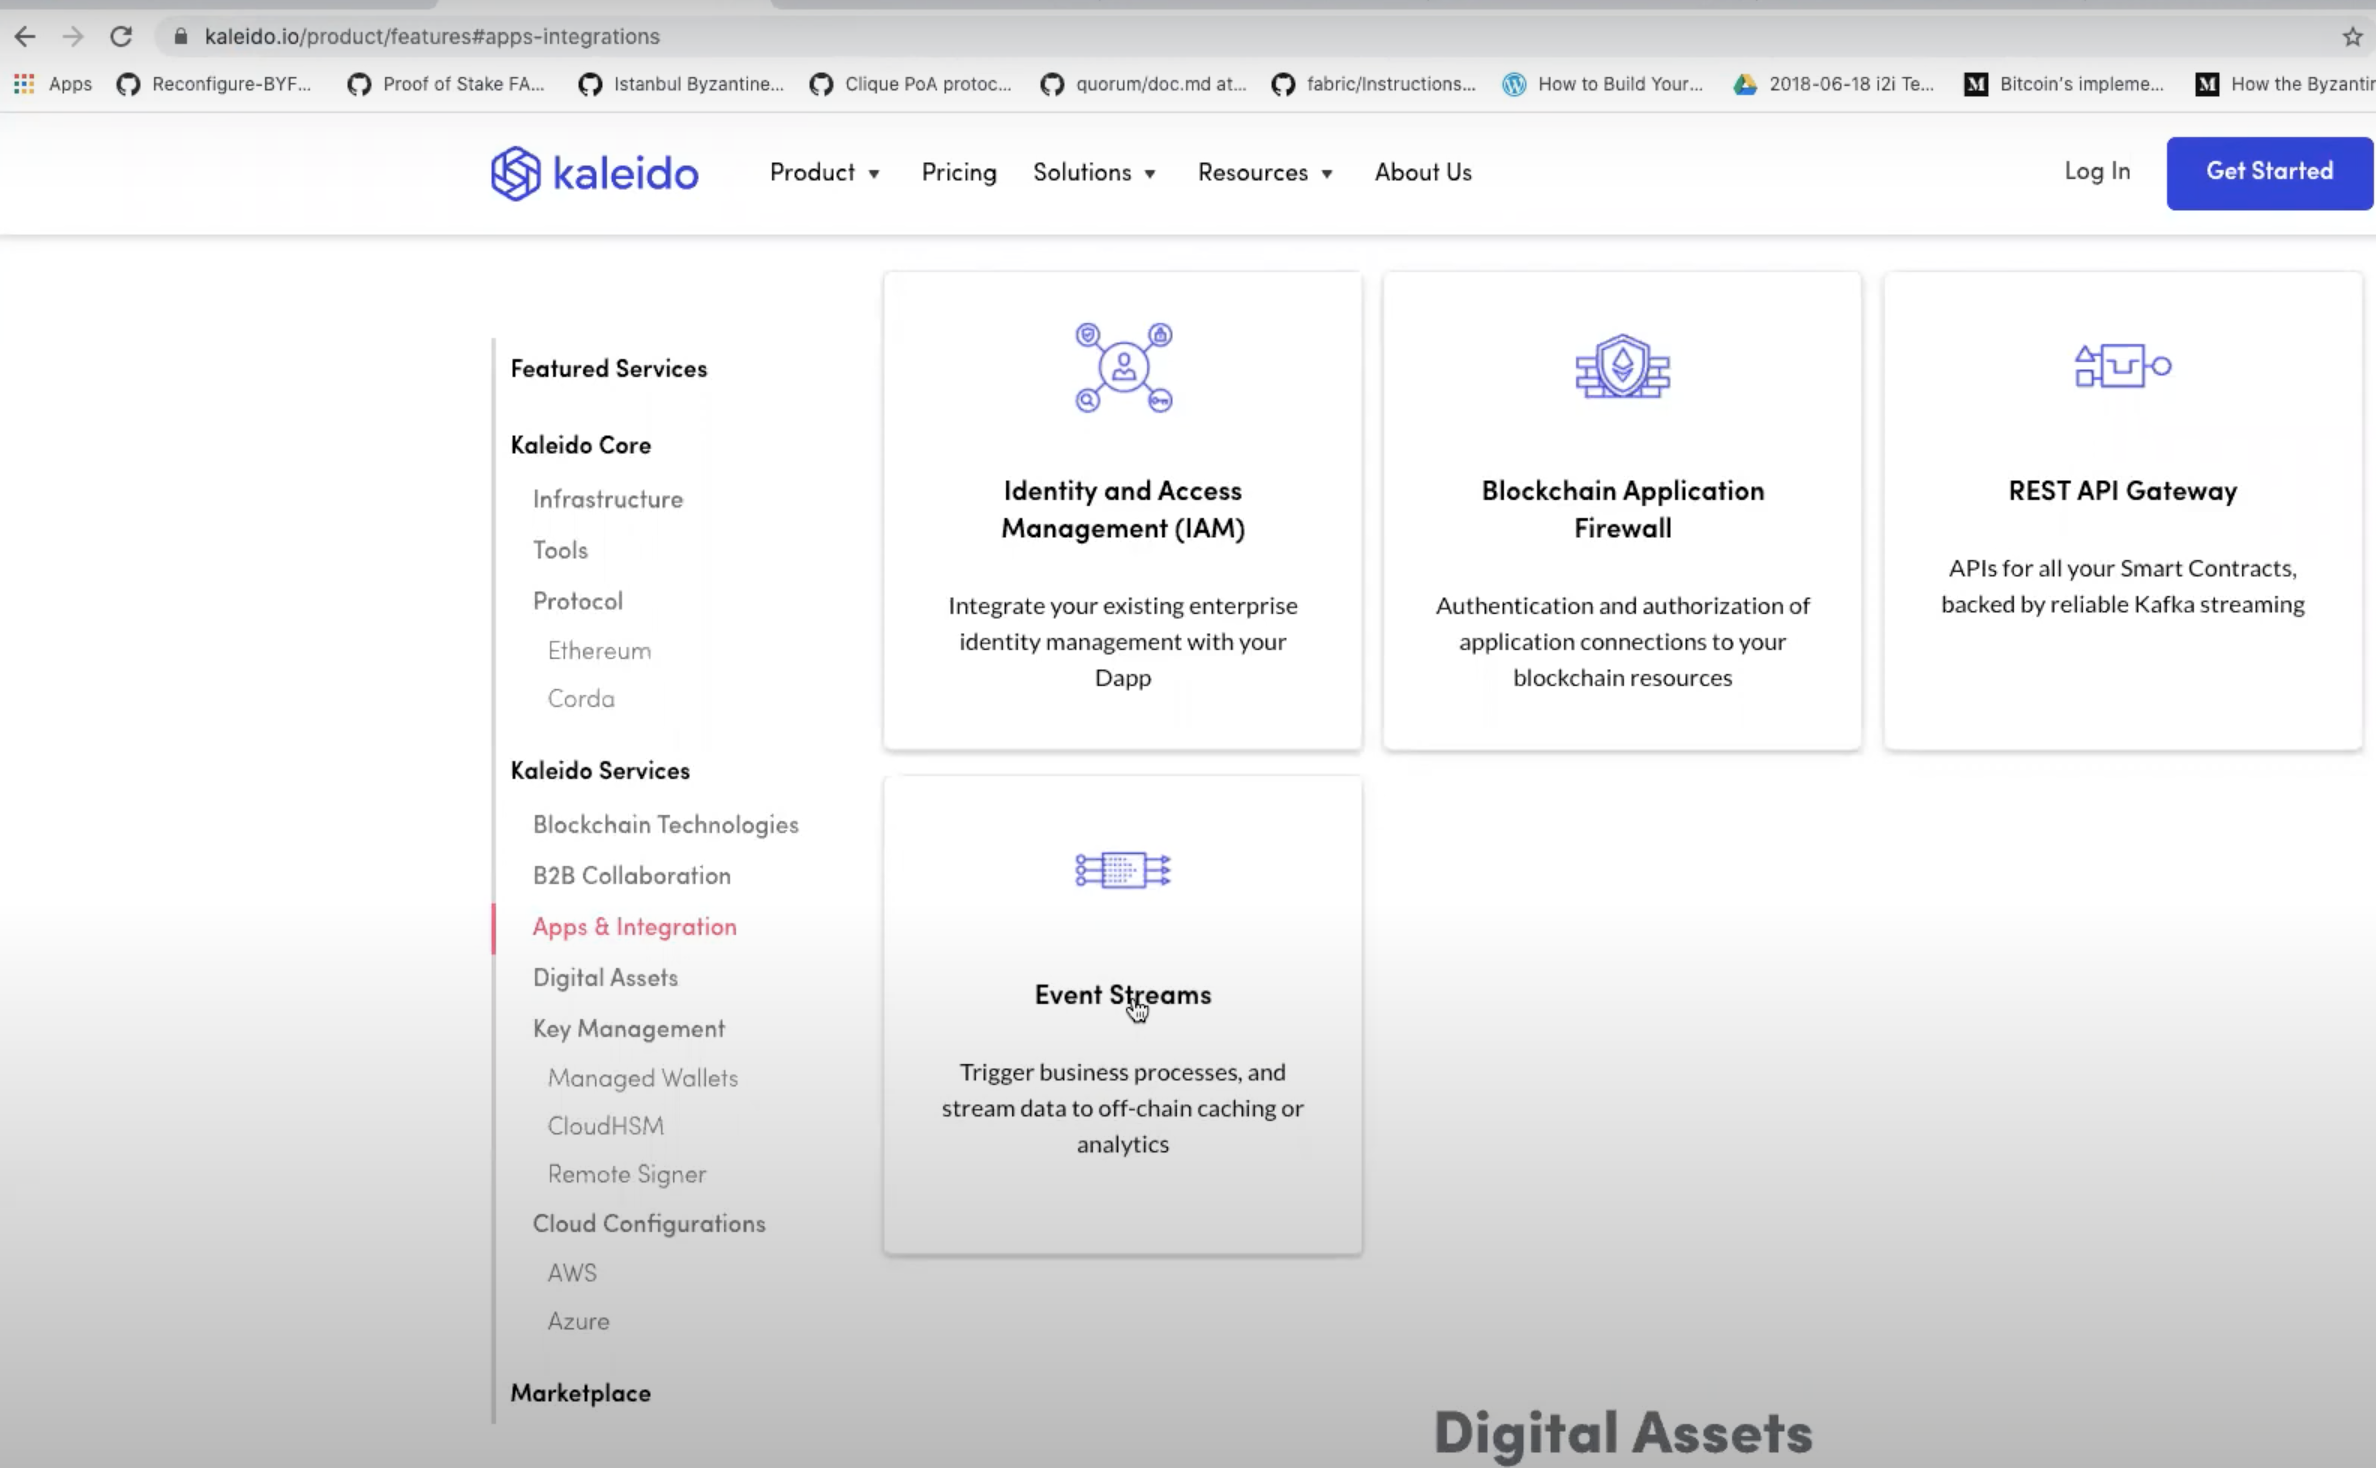 kaleido.io/product/features#apps-integrations
Apps
Reconfigure-BYF...
Proof of Stake FA...
Istanbul Byzantine...
Clique PoA protoc...
quorum/doc.md at...
fabric/Instructions...
How to Build Your...
2018-06-18 i2i Te...
Bitcoin's impleme...
How the Byzantin
kaleido
Product
Pricing
Solutions
Resources
About Us
Log In
Get Started
Featured Services
Kaleido Core
Infrastructure
Tools
Protocol
Ethereum
Corda
Kaleido Services
Blockchain Technologies
B2B Collaboration
Apps & Integration
Digital Assets
Key Management
Managed Wallets
CloudHSM
Remote Signer
Cloud Configurations
AWS
Azure
Marketplace
Identity and Access
Management (IAM)
Integrate your existing enterprise
identity management with your
Dapp
Blockchain Application
Firewall
Authentication and authorization of
application connections to your
blockchain resources
REST API Gateway
APIs for all your Smart Contracts,
backed by reliable Kafka streaming
Event Streams
Trigger business processes, and
stream data to off-chain caching or
analytics
Digital Assets